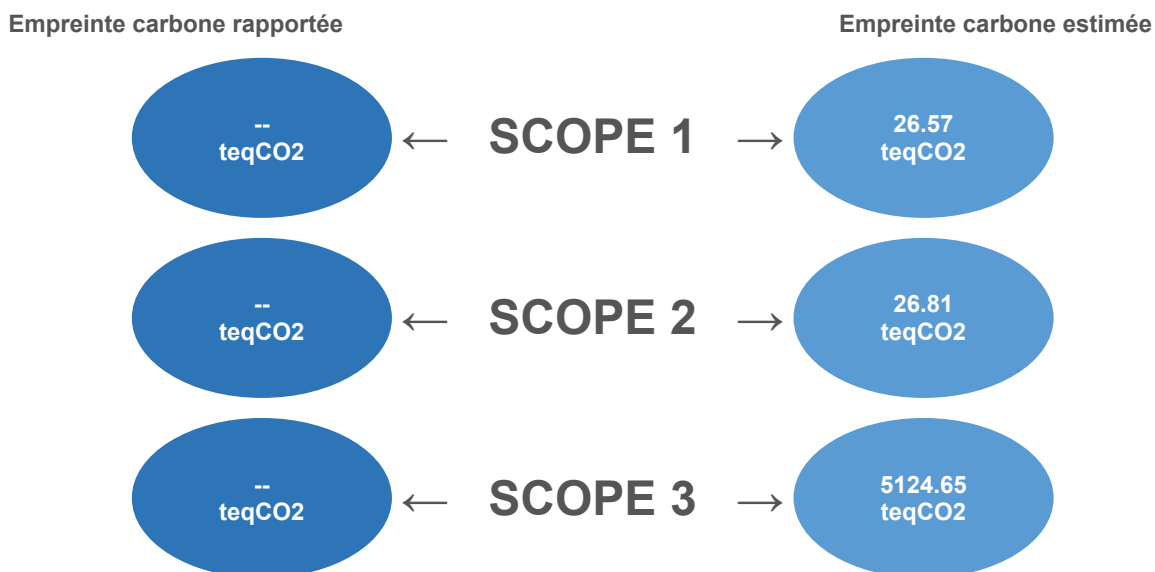 Empreinte carbone rapportée
Empreinte carbone estimée
--
teqCO2
← SCOPE 1 →
26.57
teqCO2
--
teqCO2
← SCOPE 2 →
26.81
teqCO2
--
teqCO2
← SCOPE 3 →
5124.65
teqCO2